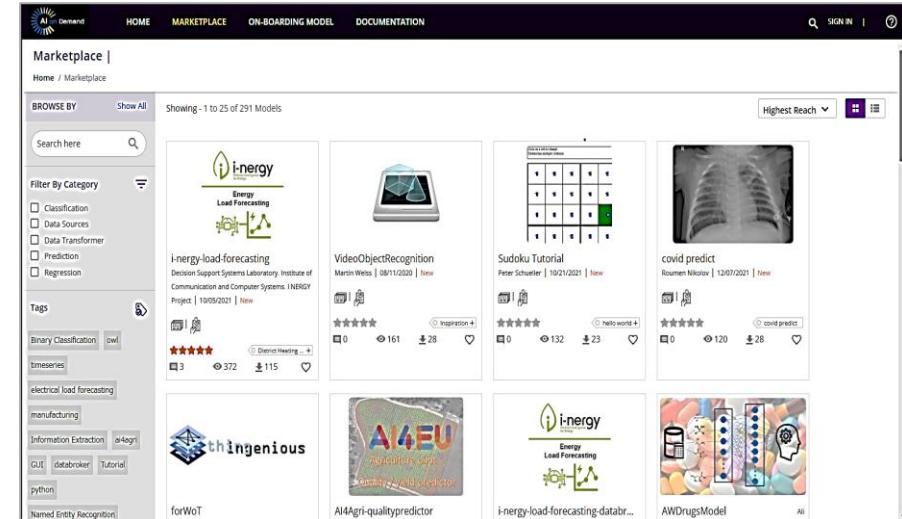 AI on Demand
HOME MARKETPLACE ON-BOARDING MODEL DOCUMENTATION SIGN IN |
Marketplace |
Home / Marketplace
BROWSE BY Show All
Showing - 1 to 25 of 291 Models
Highest Reach
Search here
Filter By Category
Classification
Data Sources
Data Transformer
Prediction
Regression
Tags
Binary Classification owl
timeseries
electrical load forecasting
manufacturing
Information Extraction ai4agri
GUI databroker Tutorial
python
Named Entity Recognition
i-nergy
Energy
Load Forecasting
i-nergy-load-forecasting
Decision Support Systems Laboratory. Institute of
Communication and Computer Systems. I NERGY
Project | 10/05/2021 | New
District Heating ... +
3 372 115
VideoObjectRecognition
Martin Welss | 08/11/2020 | New
Inspiration +
0 161 28
Sudoku Tutorial
Peter Schueller | 10/21/2021 | New
hello world +
0 132 23
covid predict
Roumen Nikolov | 12/07/2021 | New
covid predict
0 120 28
thingenious
forWoT
AI4EU
Agriculture pilot
Quality / yield predictor
AI4Agri-qualitypredictor
i-nergy
Energy
Load Forecasting
i-nergy-load-forecasting-databr...
AWDrugsModel
Ali